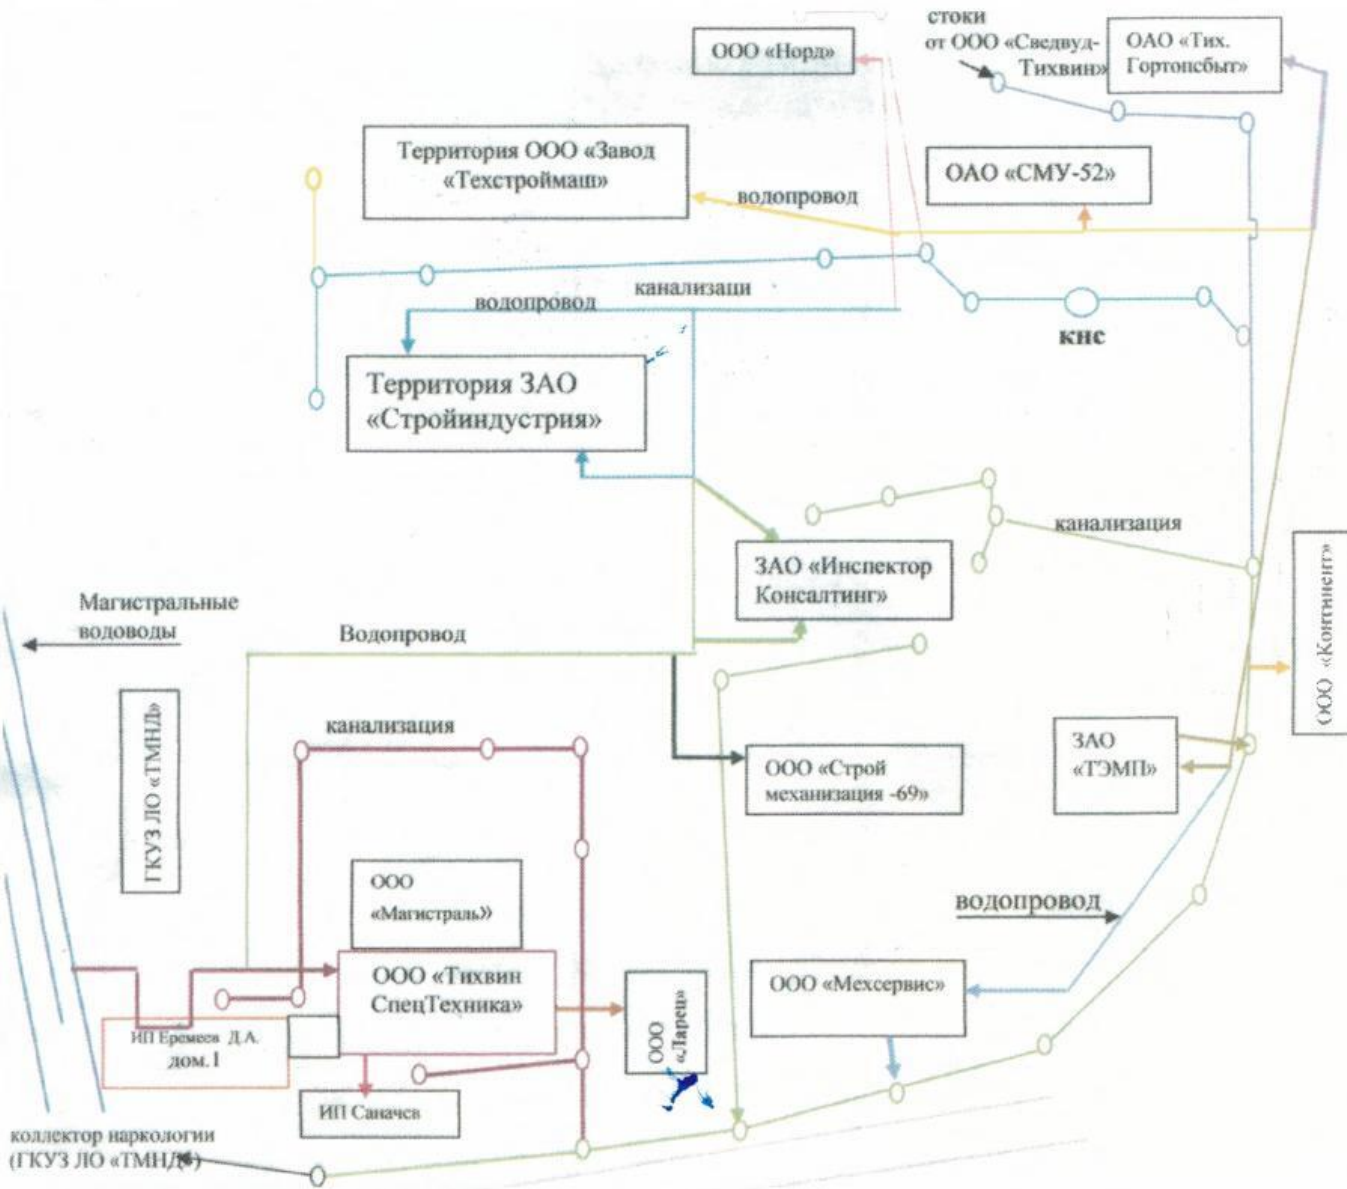 стоки
от ООО «Сведвуд-
Тихвин»
ООО «Норд»
ОАО «Тих.
Гортопсбыт»
Территория ООО «Завод
«Техстроймаш»
водопровод
ОАО «СМУ-52»
канализаци
водопровод
кнс
Территория ЗАО
«Стройиндустрия»
канализация
ЗАО «Инспектор
Консалтинг»
ООО «Континент»
Магистральные
водоводы
Водопровод
ГКУЗ ЛО «ТМНД»
канализация
ЗАО
«ТЭМП»
ООО «Строй
механизация -69»
ООО
«Магистраль»
водопровод
ООО «Тихвин
СпецТехника»
ООО «Мехсервис»
ООО
«Ларец»
ИП Еремеев Д.А.
дом.1
ИП Саначев
коллектор наркологии
(ГКУЗ ЛО «ТМНД»)